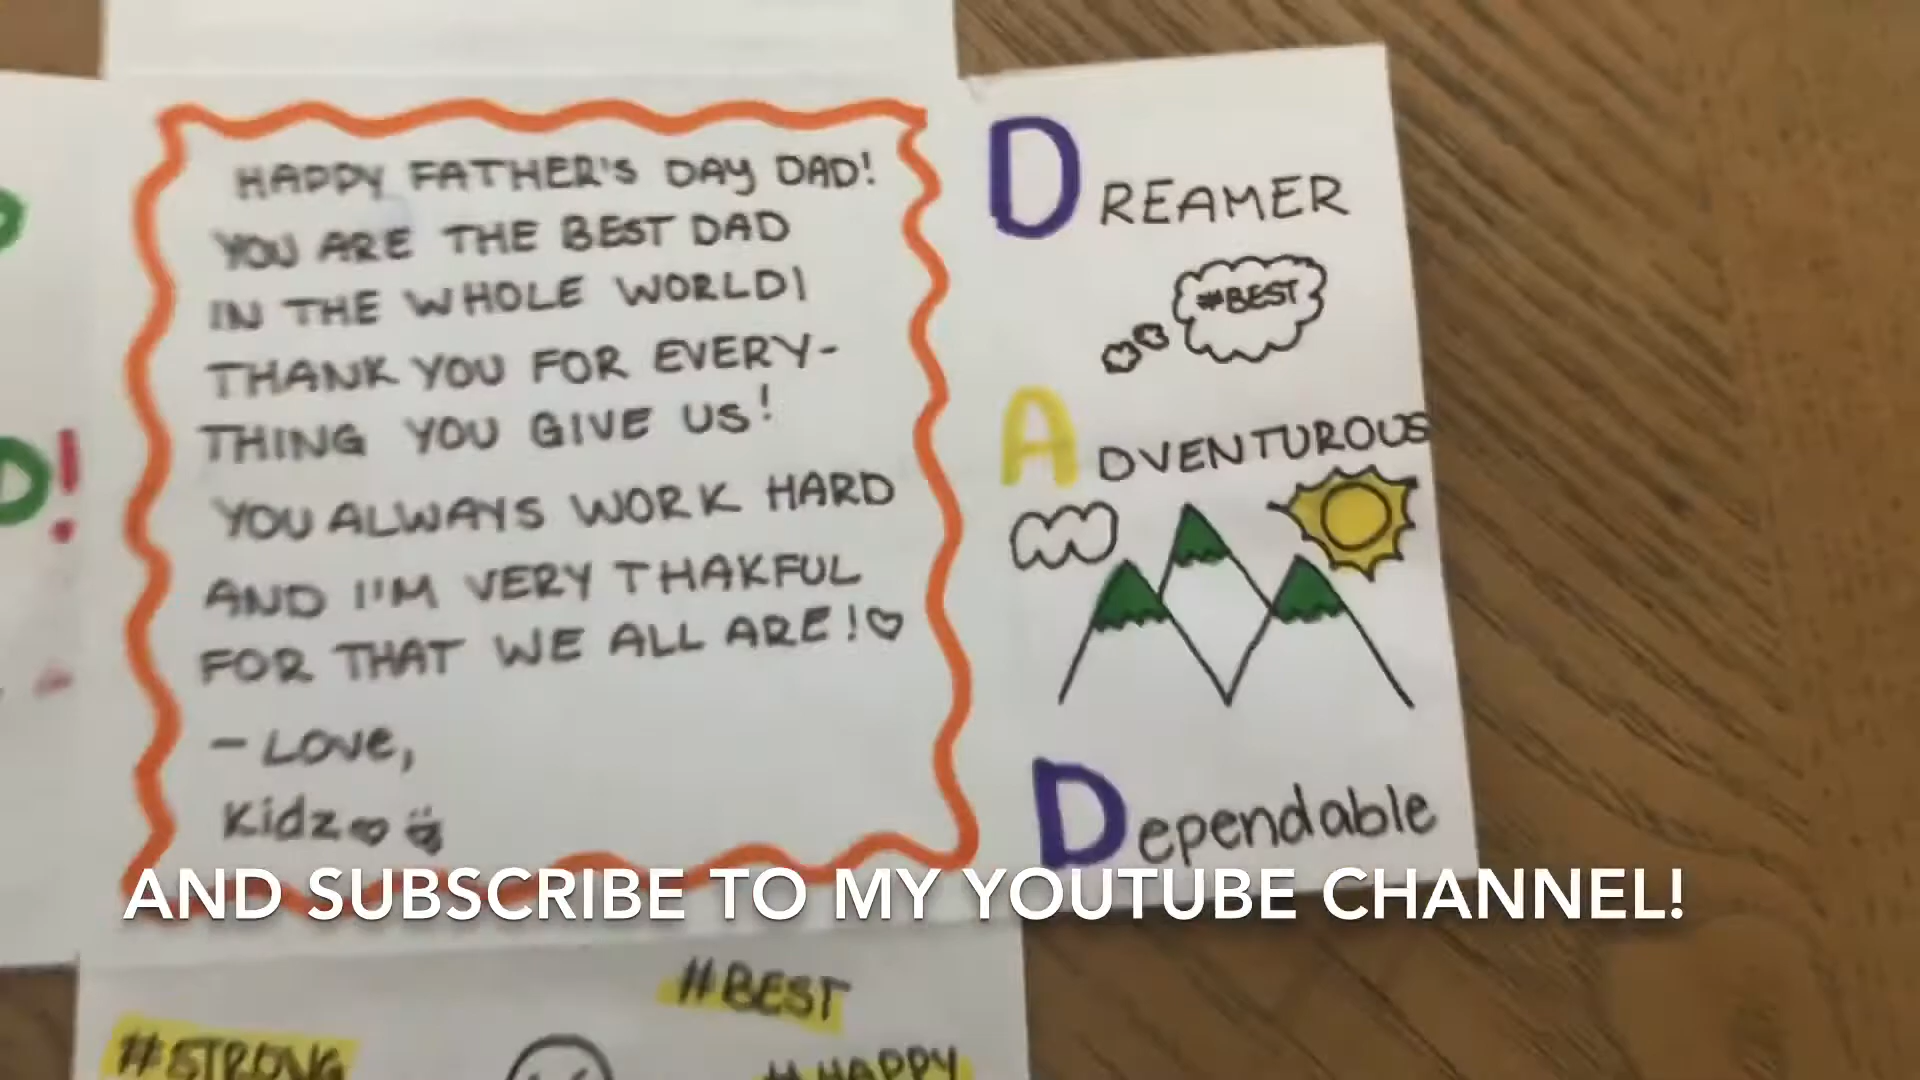 HAPPY FATHER'S DAY DAD!
YOU ARE THE BEST DAD
IN THE WHOLE WORLD!
THANK YOU FOR EVERY-
THING YOU GIVE US!
YOU ALWAYS WORK HARD
AND I'M VERY THAKFUL
FOR THAT WE ALL ARE!
- LOVE,
Kidz
DREAMER
#BEST
ADVENTUROUS
Dependable
AND SUBSCRIBE TO MY YOUTUBE CHANNEL!
#BEST
#STRONG
#HAPPY